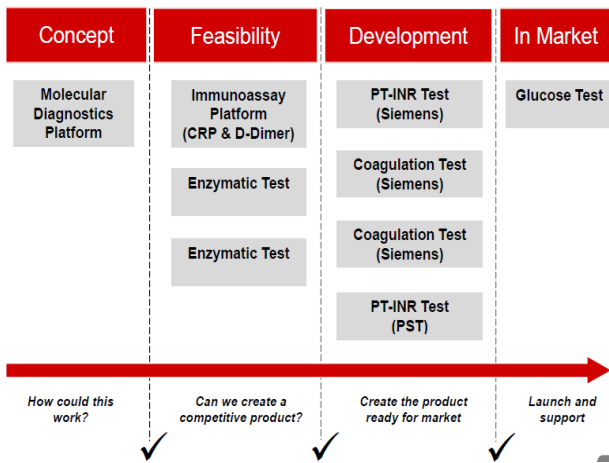 Concept
Feasibility
Development
In Market
Molecular
Diagnostics
Platform
Immunoassay
Platform
(CRP & D-Dimer)
Enzymatic Test
Enzymatic Test
PT-INR Test
(Siemens)
Coagulation Test
(Siemens)
Coagulation Test
(Siemens)
PT-INR Test
(PST)
Glucose Test
How could this
work?
Can we create a
competitive product?
Create the product
ready for market
Launch and
support